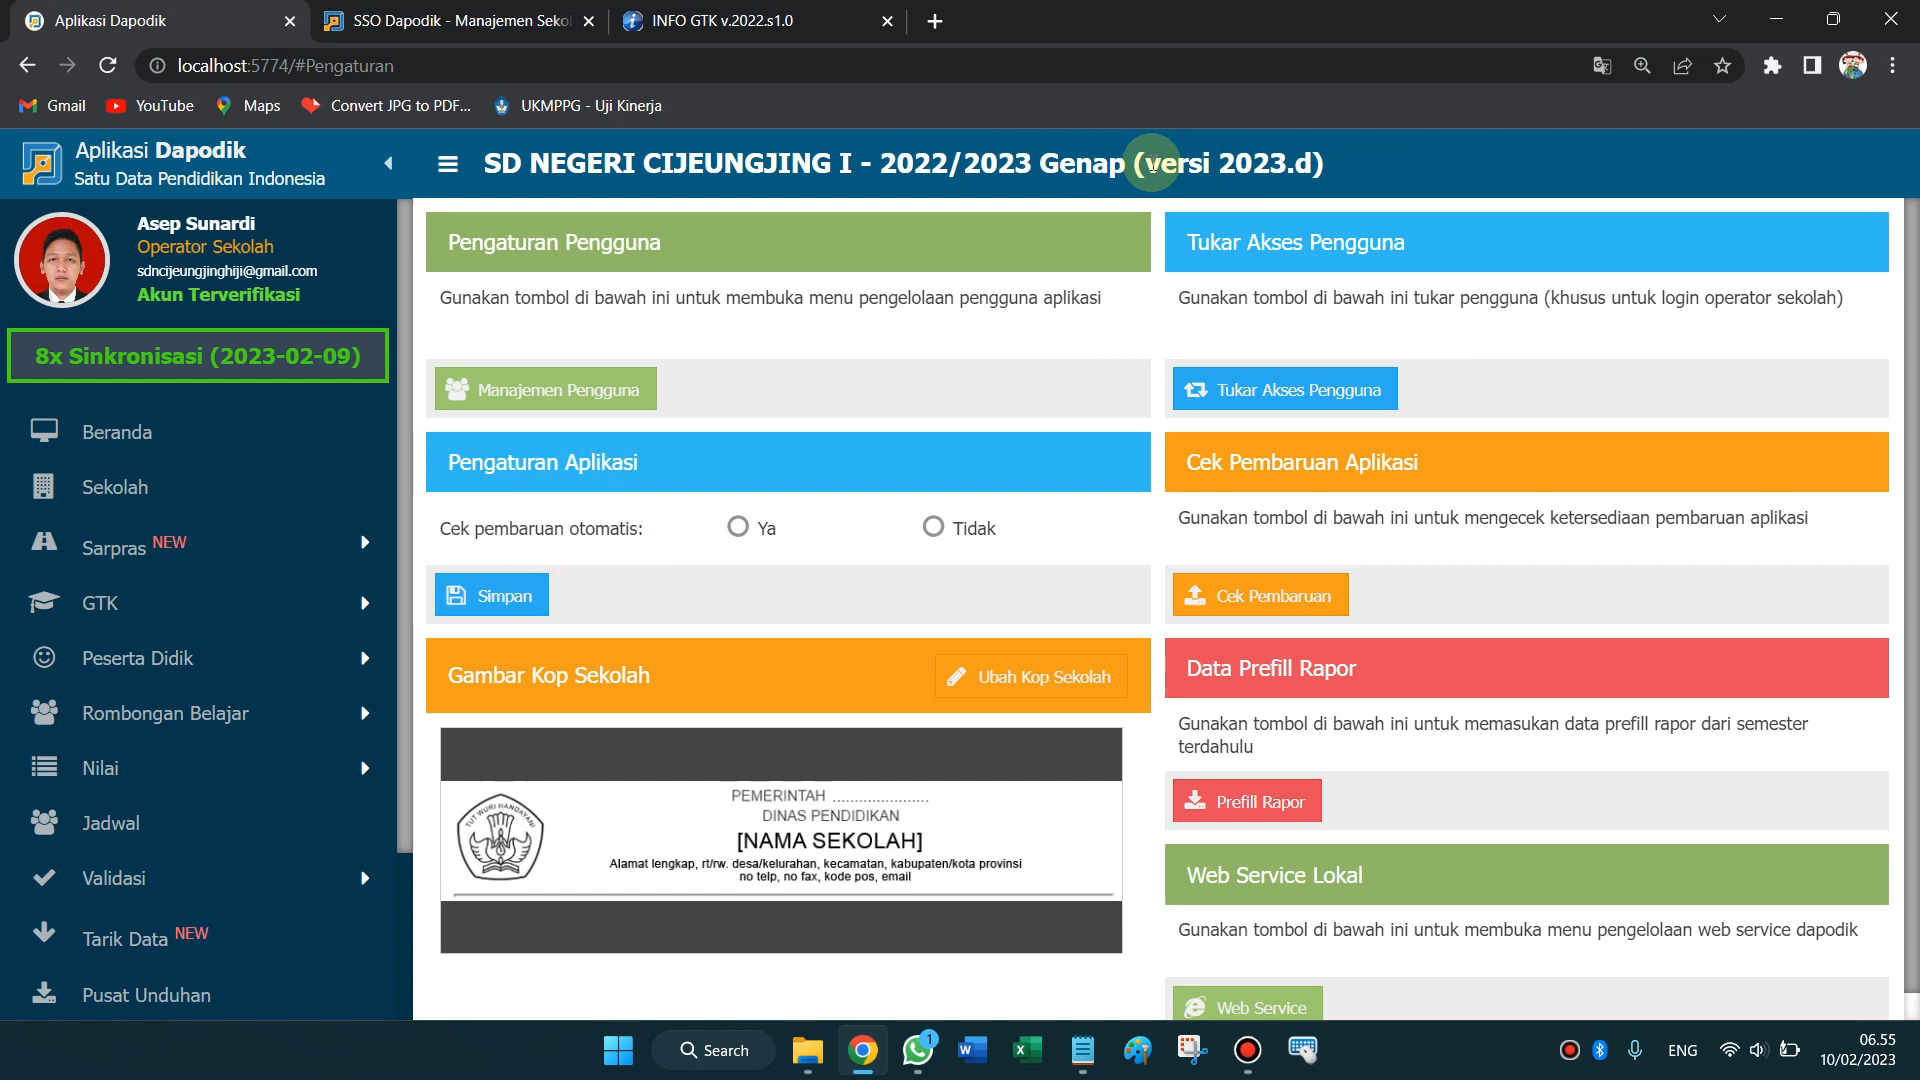 Aplikasi Dapodik
SSO Dapodik - Manajemen Sekol
INFO GTK v.2022.s1.0
localhost:5774/#Pengaturan
Gmail
YouTube
Maps
Convert JPG to PDF...
UKMPPG - Uji Kinerja
Aplikasi Dapodik
Satu Data Pendidikan Indonesia
SD NEGERI CIJEUNGJING I - 2022/2023 Genap (versi 2023.d)
Asep Sunardi
Operator Sekolah
sdncijeungjinghiji@gmail.com
Akun Terverifikasi
8x Sinkronisasi (2023-02-09)
Beranda
Sekolah
Sarpras NEW
GTK
Peserta Didik
Rombongan Belajar
Nilai
Jadwal
Validasi
Tarik Data NEW
Pusat Unduhan
Pengaturan Pengguna
Gunakan tombol di bawah ini untuk membuka menu pengelolaan pengguna aplikasi
Manajemen Pengguna
Tukar Akses Pengguna
Gunakan tombol di bawah ini tukar pengguna (khusus untuk login operator sekolah)
Tukar Akses Pengguna
Pengaturan Aplikasi
Cek pembaruan otomatis:
Ya
Tidak
Simpan
Cek Pembaruan Aplikasi
Gunakan tombol di bawah ini untuk mengecek ketersediaan pembaruan aplikasi
Cek Pembaruan
Gambar Kop Sekolah
Ubah Kop Sekolah
TUT WURI HANDAYANI
PEMERINTAH ......................
DINAS PENDIDIKAN
[NAMA SEKOLAH]
Alamat lengkap, rt/rw. desa/kelurahan, kecamatan, kabupaten/kota provinsi
no telp, no fax, kode pos, email
Data Prefill Rapor
Gunakan tombol di bawah ini untuk memasukan data prefill rapor dari semester
terdahulu
Prefill Rapor
Web Service Lokal
Gunakan tombol di bawah ini untuk membuka menu pengelolaan web service dapodik
Web Service
Search
1
ENG
06.55
10/02/2023